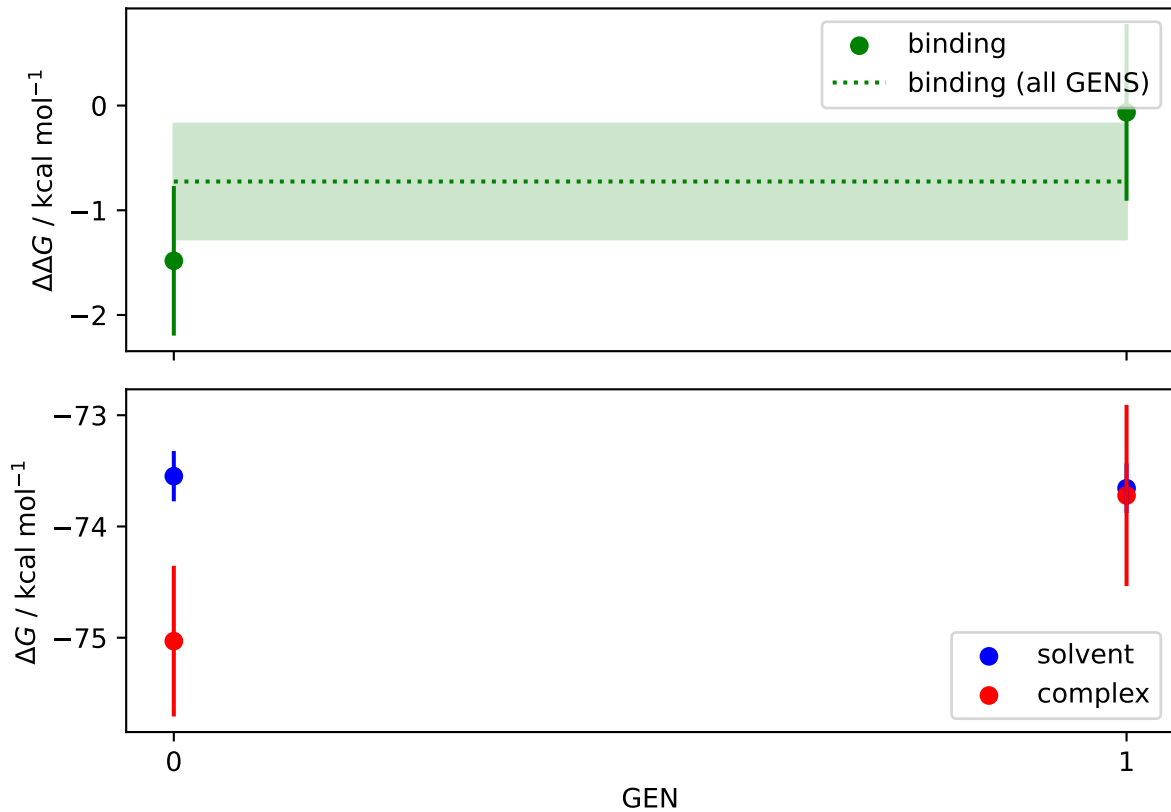 binding
binding (all GENS)
0
−1
−2
ΔΔG / kcal mol⁻¹
−73
−74
−75
ΔG / kcal mol⁻¹
solvent
complex
0
1
GEN